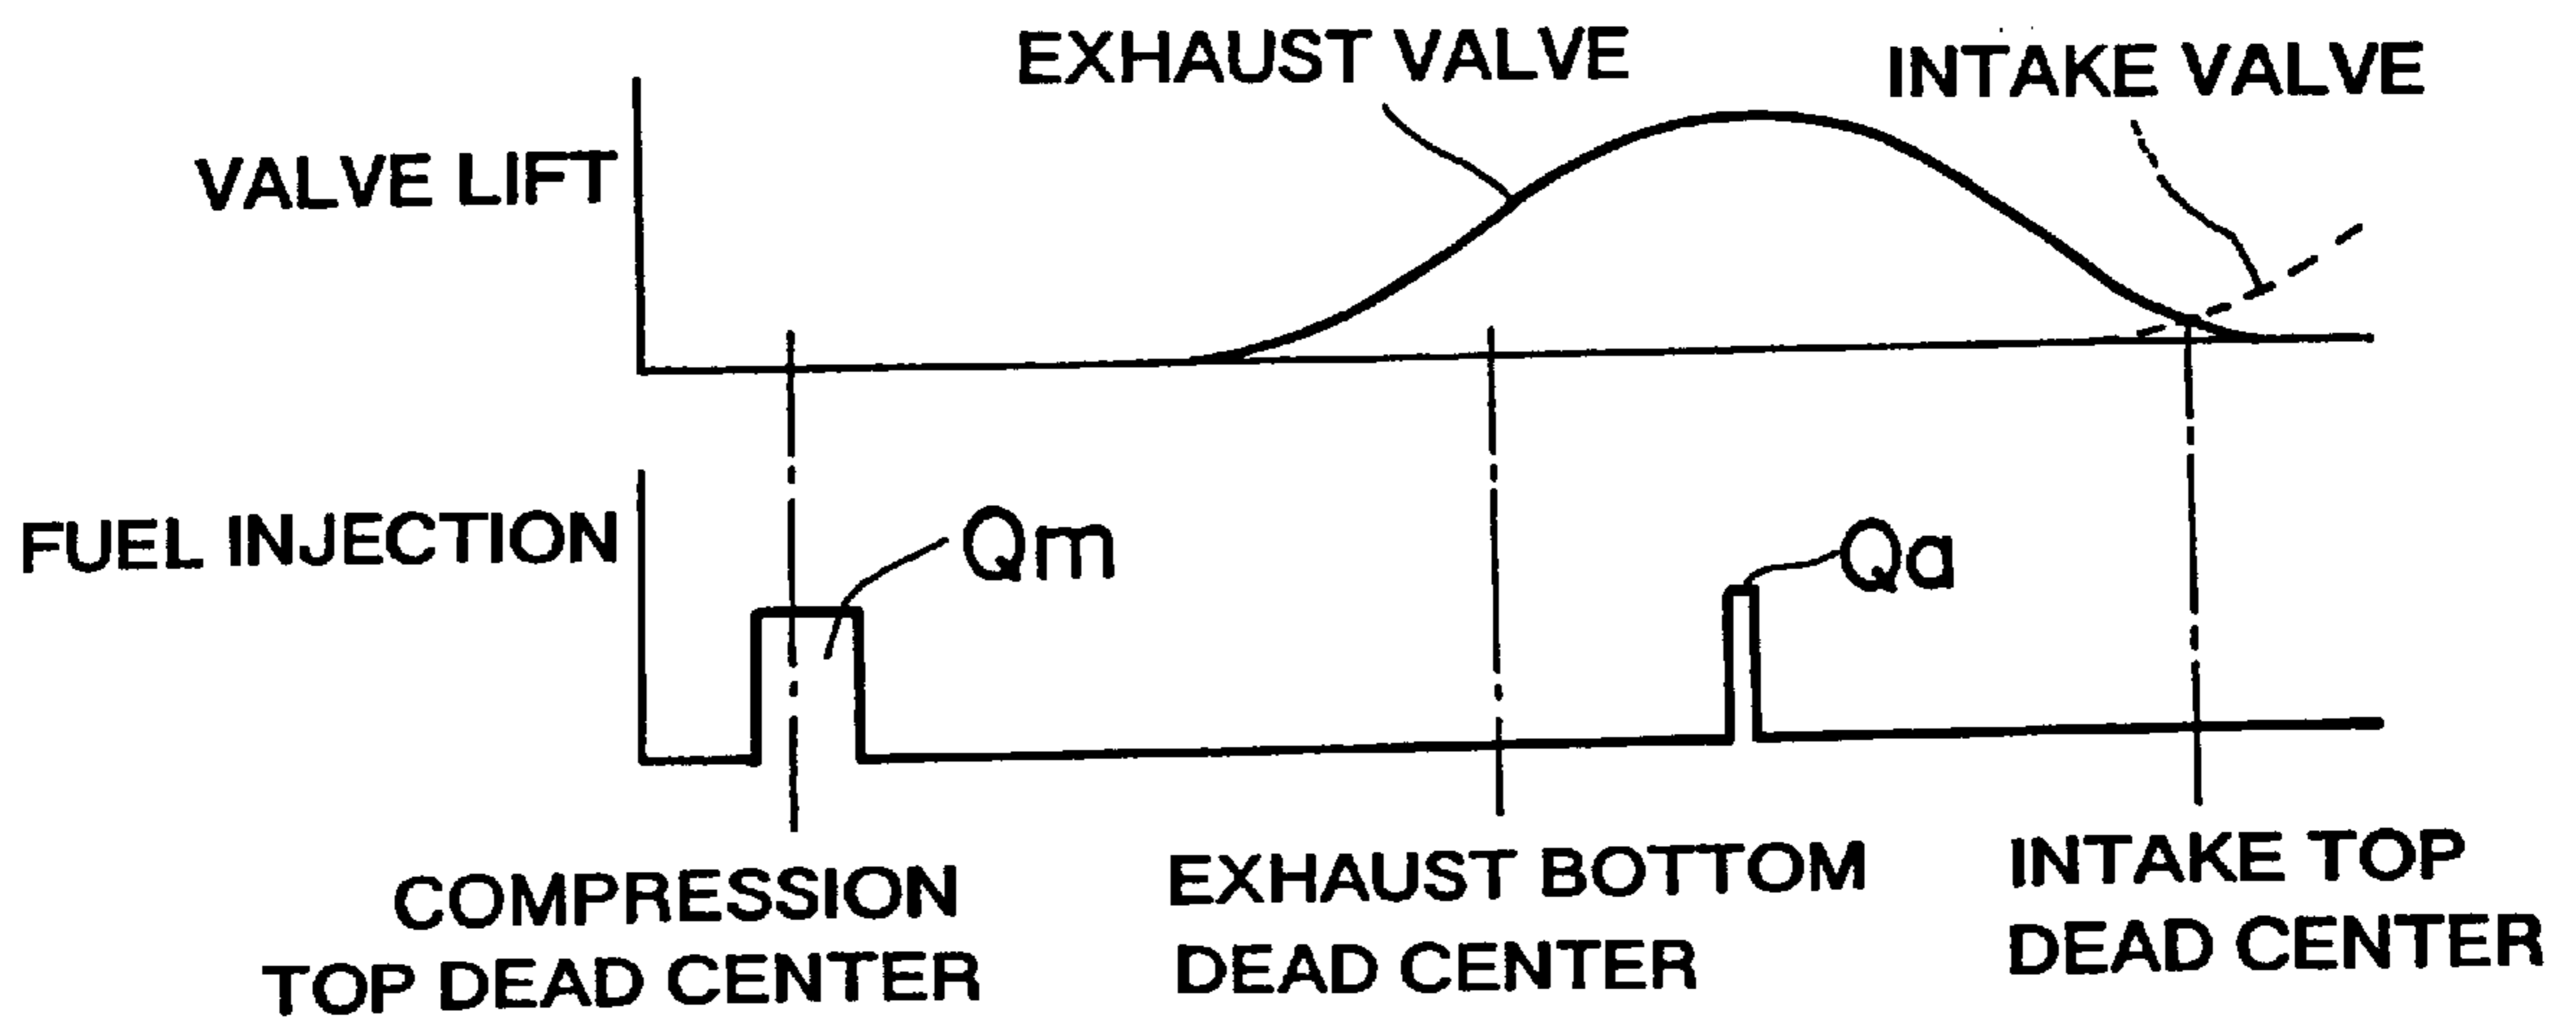 EXHAUST VALVE
INTAKE VALVE
VALVE LIFT
FUEL INJECTION
Qm
Qa
COMPRESSION
TOP DEAD CENTER
EXHAUST BOTTOM
DEAD CENTER
INTAKE TOP
DEAD CENTER